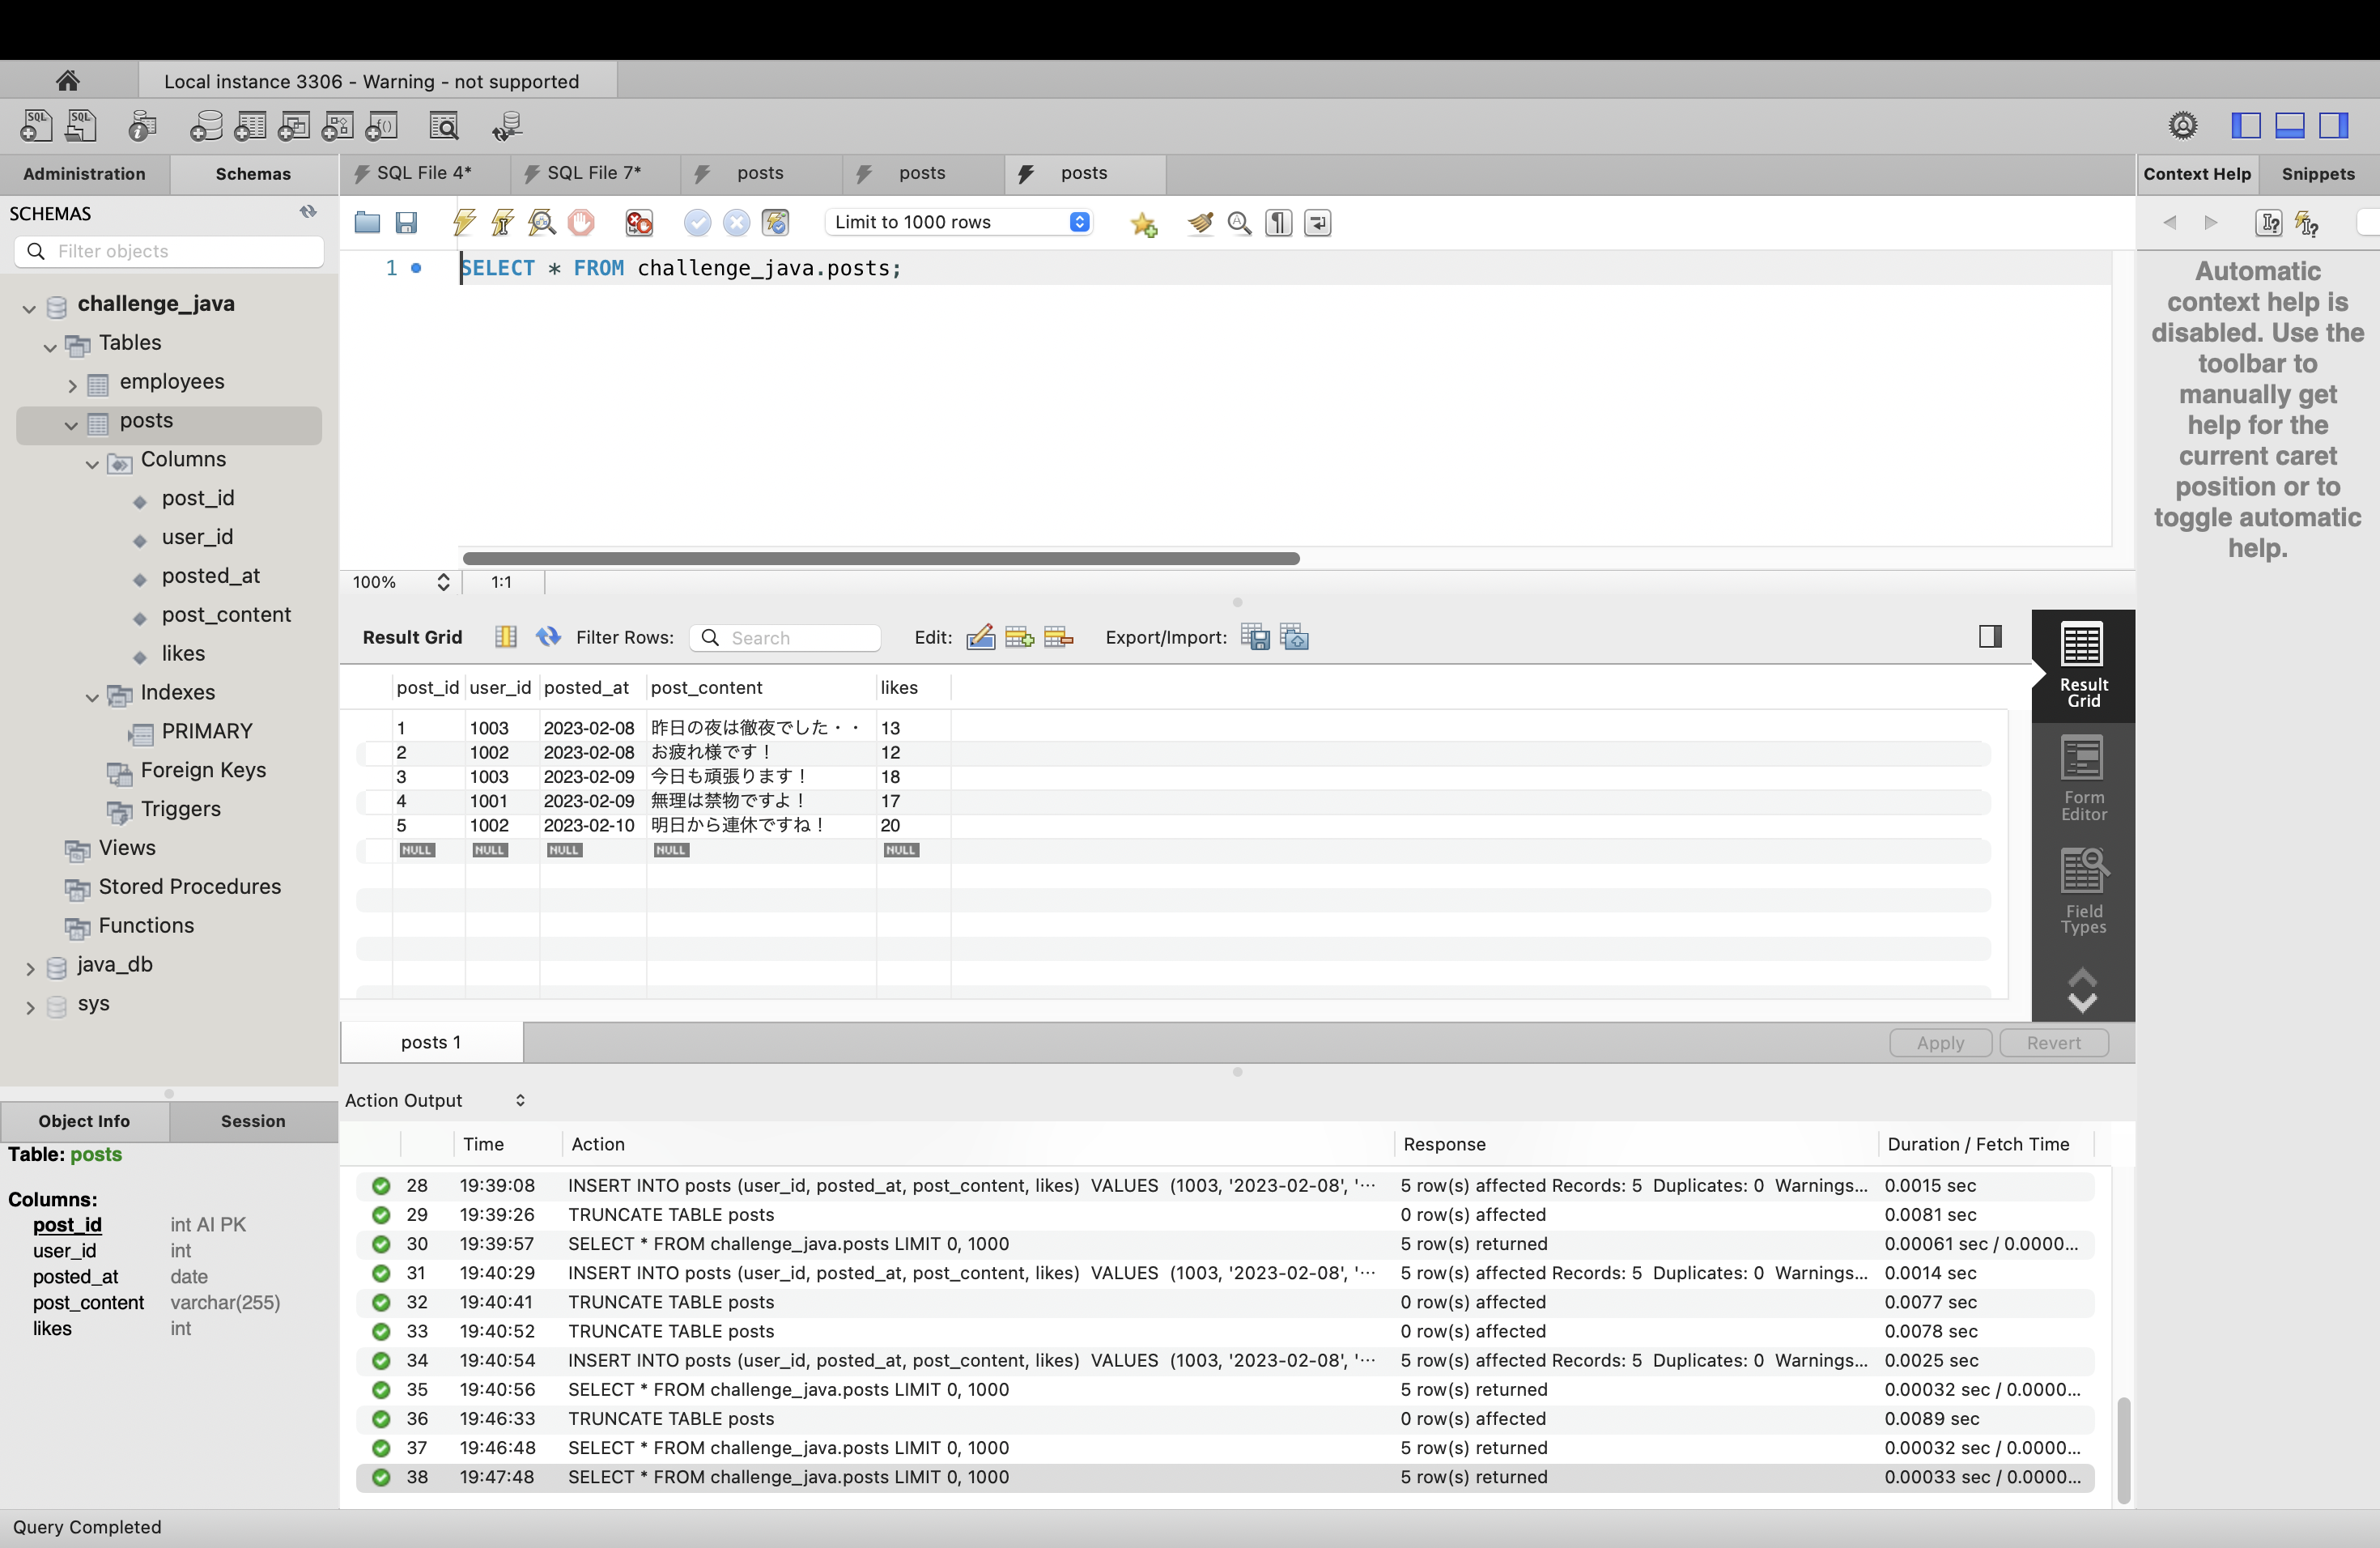 Local instance 3306 - Warning - not supported
Administration Schemas
SCHEMAS
Filter objects
challenge_java
Tables
employees
posts
Columns
post_id
user_id
posted_at
post_content
likes
Indexes
PRIMARY
Foreign Keys
Triggers
Views
Stored Procedures
Functions
java_db
sys
Object Info Session
Table: posts
Columns:
post_id int AI PK
user_id int
posted_at date
post_content varchar(255)
likes int
SQL File 4* SQL File 7* posts posts posts
Limit to 1000 rows
1 SELECT * FROM challenge_java.posts;
100% 1:1
Result Grid Filter Rows: Search Edit: Export/Import:
post_id user_id posted_at post_content likes
1 1003 2023-02-08 昨日の夜は徹夜でした・・ 13
2 1002 2023-02-08 お疲れ様です！ 12
3 1003 2023-02-09 今日も頑張ります！ 18
4 1001 2023-02-09 無理は禁物ですよ！ 17
5 1002 2023-02-10 明日から連休ですね！ 20
NULL NULL NULL NULL NULL
Result
Grid
Form
Editor
Field
Types
posts 1 Apply Revert
Action Output
Time Action Response Duration / Fetch Time
28 19:39:08 INSERT INTO posts (user_id, posted_at, post_content, likes) VALUES (1003, '2023-02-08', '··· 5 row(s) affected Records: 5 Duplicates: 0 Warnings... 0.0015 sec
29 19:39:26 TRUNCATE TABLE posts 0 row(s) affected 0.0081 sec
30 19:39:57 SELECT * FROM challenge_java.posts LIMIT 0, 1000 5 row(s) returned 0.00061 sec / 0.0000...
31 19:40:29 INSERT INTO posts (user_id, posted_at, post_content, likes) VALUES (1003, '2023-02-08', '··· 5 row(s) affected Records: 5 Duplicates: 0 Warnings... 0.0014 sec
32 19:40:41 TRUNCATE TABLE posts 0 row(s) affected 0.0077 sec
33 19:40:52 TRUNCATE TABLE posts 0 row(s) affected 0.0078 sec
34 19:40:54 INSERT INTO posts (user_id, posted_at, post_content, likes) VALUES (1003, '2023-02-08', '··· 5 row(s) affected Records: 5 Duplicates: 0 Warnings... 0.0025 sec
35 19:40:56 SELECT * FROM challenge_java.posts LIMIT 0, 1000 5 row(s) returned 0.00032 sec / 0.0000...
36 19:46:33 TRUNCATE TABLE posts 0 row(s) affected 0.0089 sec
37 19:46:48 SELECT * FROM challenge_java.posts LIMIT 0, 1000 5 row(s) returned 0.00032 sec / 0.0000...
38 19:47:48 SELECT * FROM challenge_java.posts LIMIT 0, 1000 5 row(s) returned 0.00033 sec / 0.0000...
Context Help Snippets
Automatic
context help is
disabled. Use the
toolbar to
manually get
help for the
current caret
position or to
toggle automatic
help.
Query Completed